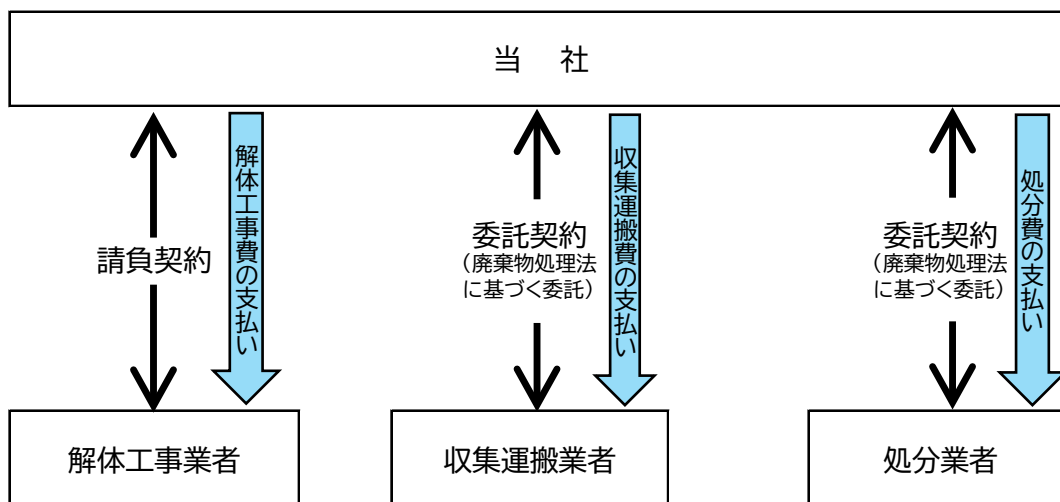 当 社
請負契約
解体工事費の支払い
委託契約
（廃棄物処理法
に基づく委託）
収集運搬費の支払い
委託契約
（廃棄物処理法
に基づく委託）
処分費の支払い
解体工事業者
収集運搬業者
処分業者